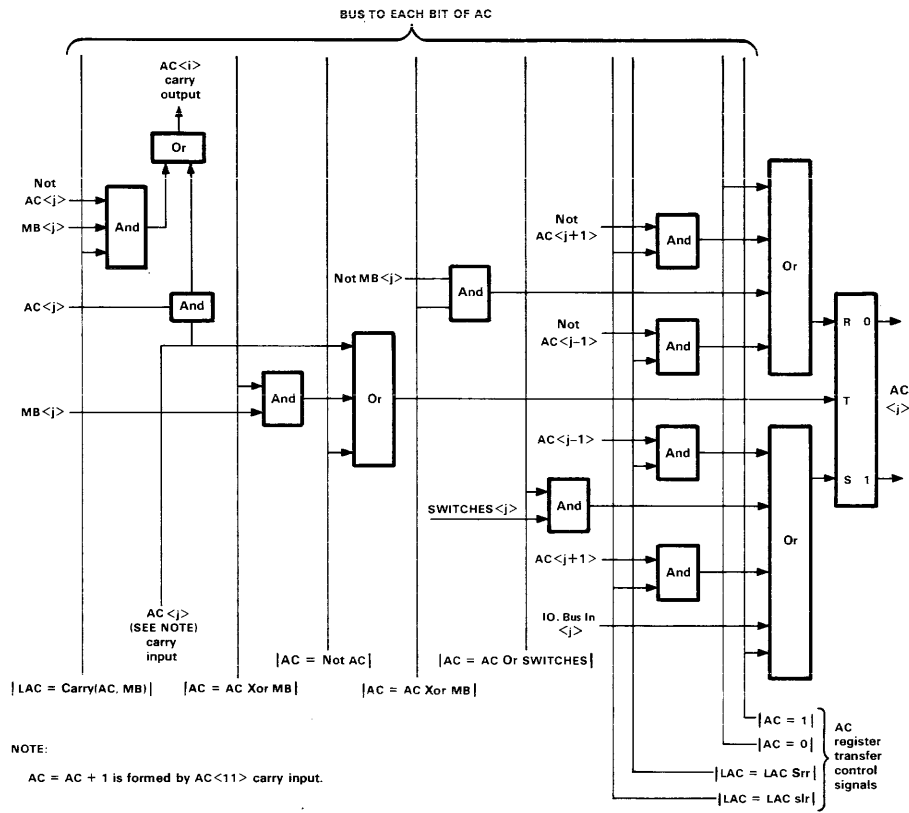 BUS TO EACH BIT OF AC
AC<i>
carry
output
Or
Not
AC<j>
MB<j>
And
AC<j>
And
MB<j>
And
Or
Not MB<j>
And
Not
AC<j+1>
And
Not
AC<j-1>
And
Or
R 0
T
S 1
AC
<j>
AC<j-1>
And
SWITCHES<j>
And
AC<j+1>
And
Or
IO. Bus In
<j>
AC <j>
(SEE NOTE)
carry
input
|AC = Not AC|
|AC = AC Or SWITCHES|
|LAC = Carry(AC, MB)|
|AC = AC Xor MB|
|AC = AC Xor MB|
|AC = 1|
|AC = 0|
|LAC = LAC Srr|
|LAC = LAC slr|
AC
register
transfer
control
signals
NOTE:
AC = AC + 1 is formed by AC<11> carry input.